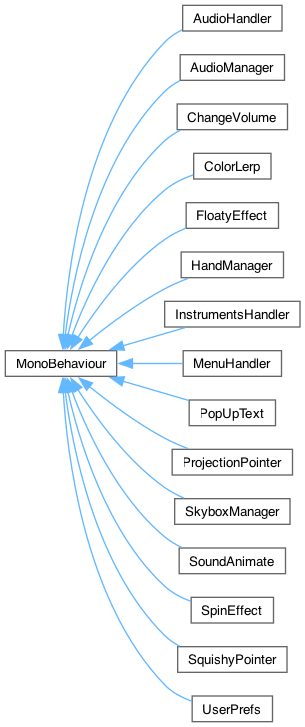 AudioHandler
AudioManager
ChangeVolume
ColorLerp
FloatyEffect
HandManager
InstrumentsHandler
MonoBehaviour
MenuHandler
PopUpText
ProjectionPointer
SkyboxManager
SoundAnimate
SpinEffect
SquishyPointer
UserPrefs